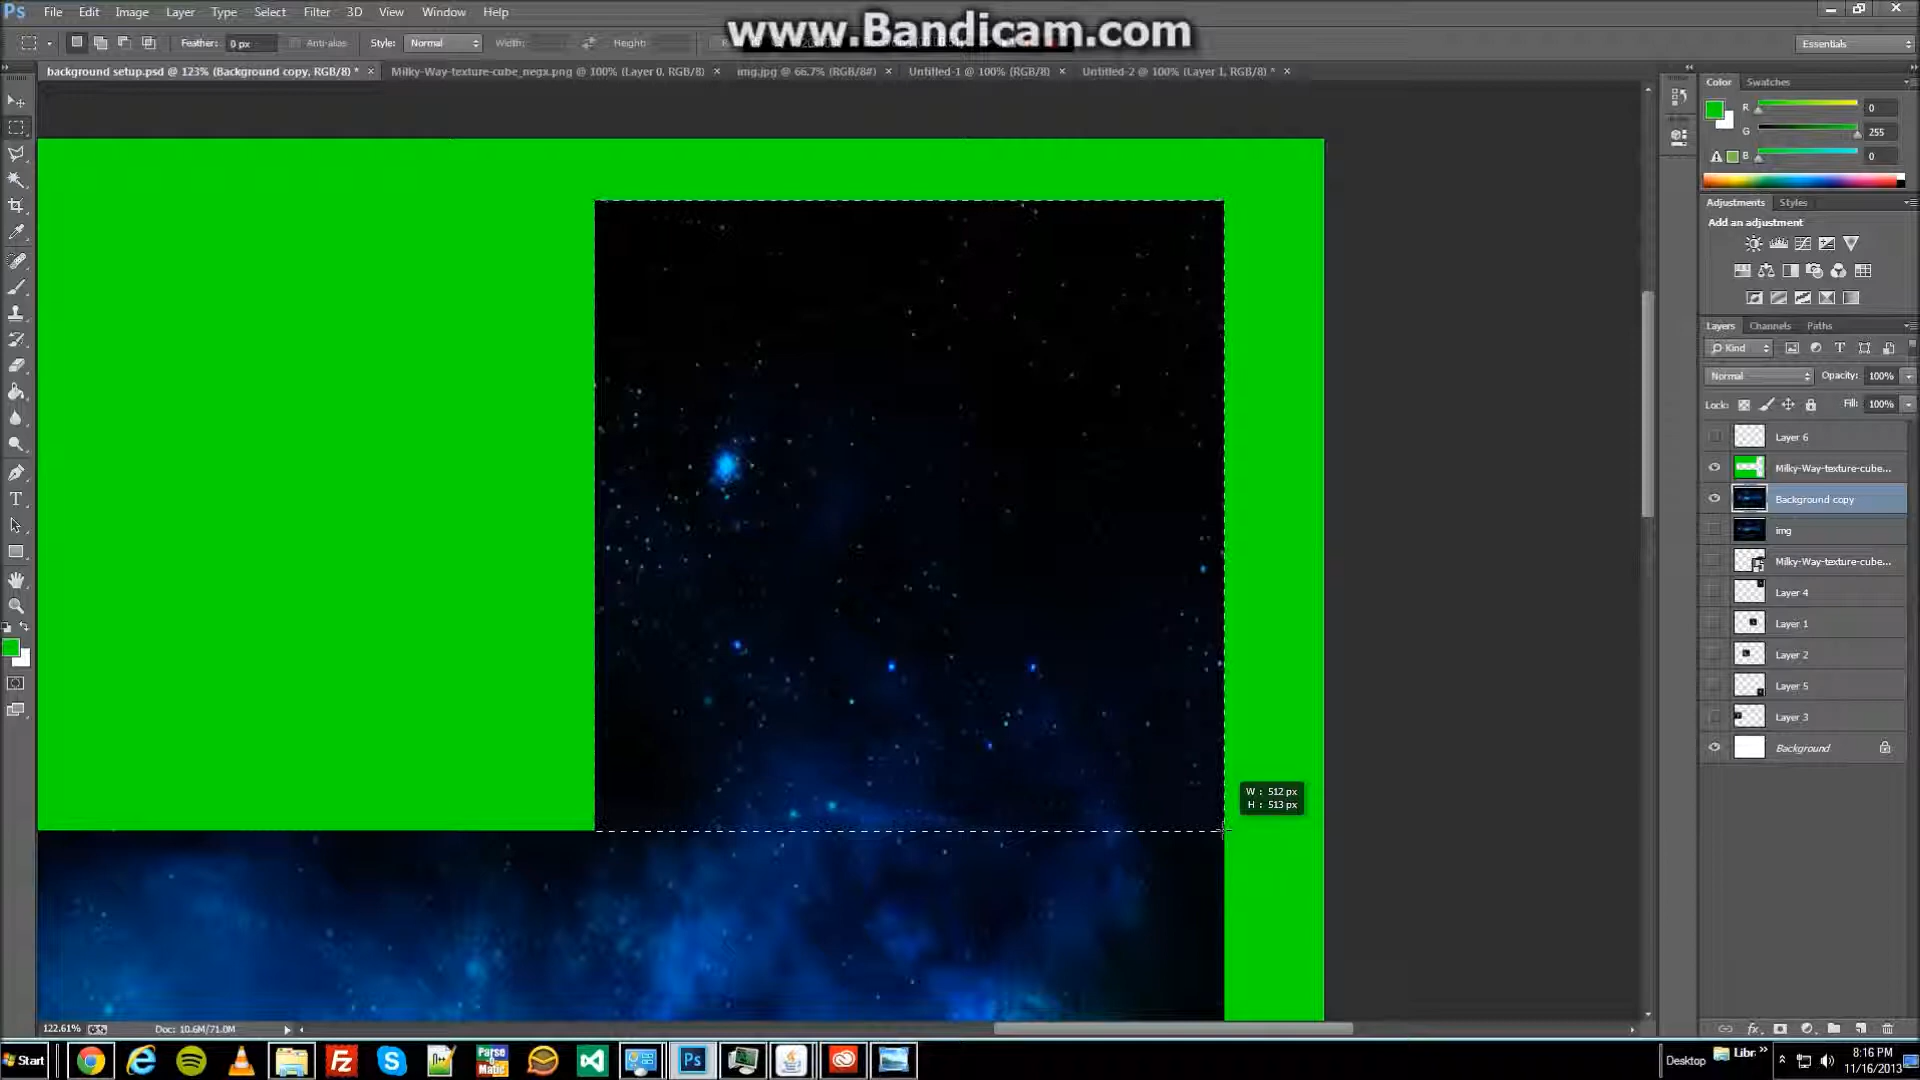 Ps File Edit Image Layer Type Select Filter 3D View Window Help
www.Bandicam.com
Feather: 0 px Anti-alias Style: Normal Width: Height:
Essentials
background setup.psd @ 123% (Background copy, RGB/8) * × Milky-Way-texture-cube_negx.png @ 100% (Layer 0, RGB/8) × img.jpg @ 66.7% (RGB/8#) × Untitled-1 @ 100% (RGB/8) × Untitled-2 @ 100% (Layer 1, RGB/8) * ×
Color Swatches
R 0
G 255
B 0
Adjustments Styles
Add an adjustment
Layers Channels Paths
Kind
Normal Opacity: 100%
Lock: Fill: 100%
Layer 6
Milky-Way-texture-cube...
Background copy
img
Milky-Way-texture-cube...
Layer 4
Layer 1
Layer 2
Layer 5
Layer 3
Background
W : 512 px
H : 513 px
122.61% Doc: 10.6M/71.0M
Start
Parse
Matic
Ps
Desktop
Libr
8:16 PM
11/16/2013